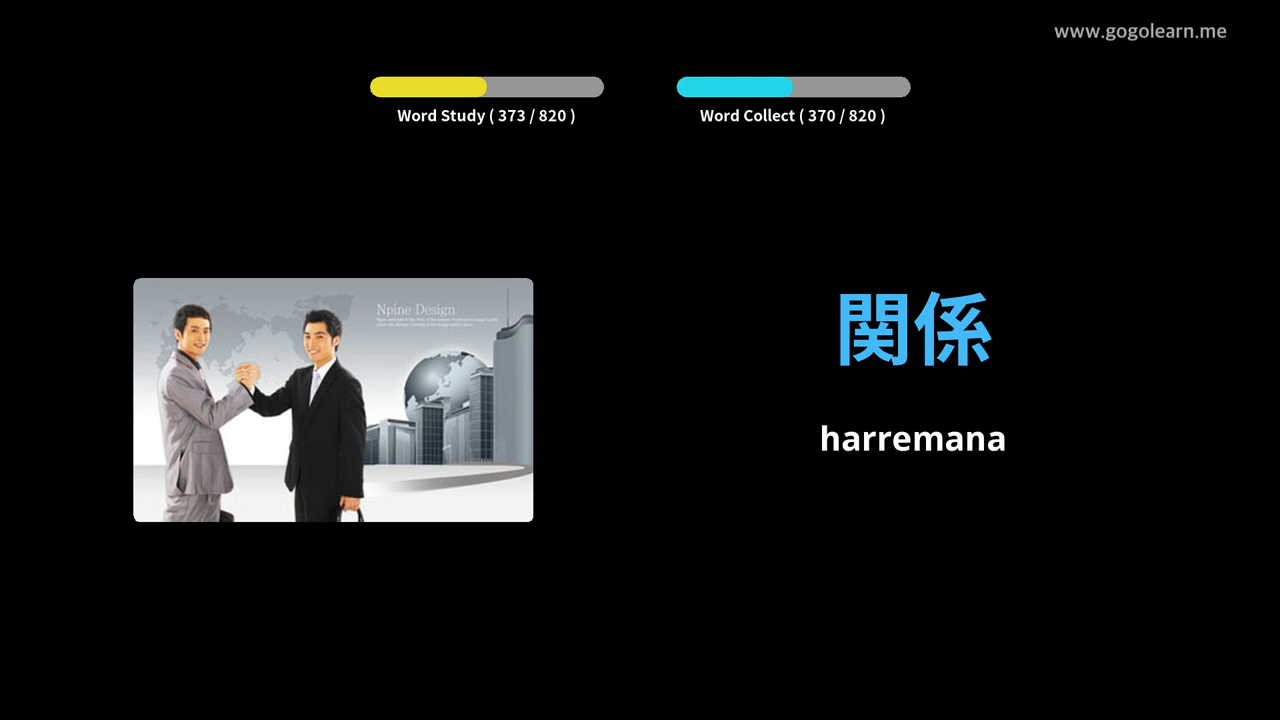 www.gogolearn.me
Word Study ( 373 / 820 )
Word Collect ( 370 / 820 )
Npine Design
関係
harremana